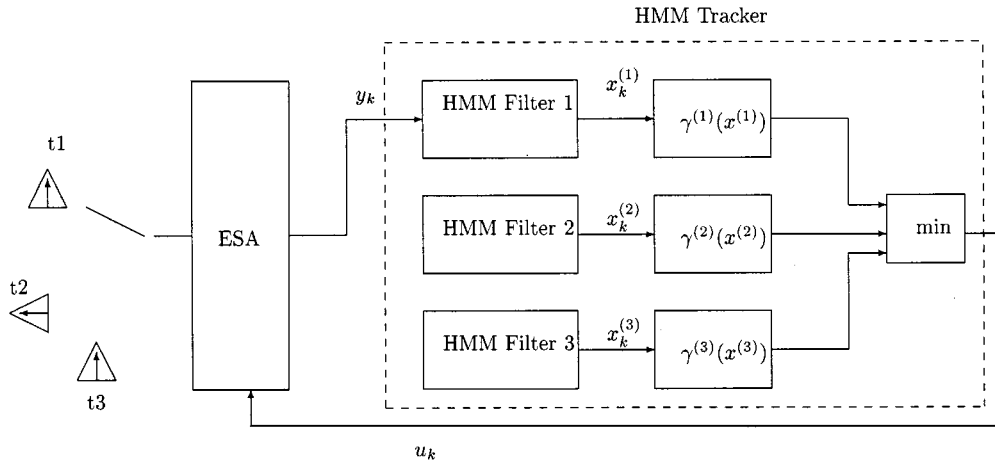 HMM Tracker
t1
t2
t3
ESA
y_k
HMM Filter 1
x_k^{(1)}
γ^{(1)}(x^{(1)})
HMM Filter 2
x_k^{(2)}
γ^{(2)}(x^{(2)})
HMM Filter 3
x_k^{(3)}
γ^{(3)}(x^{(3)})
min
u_k